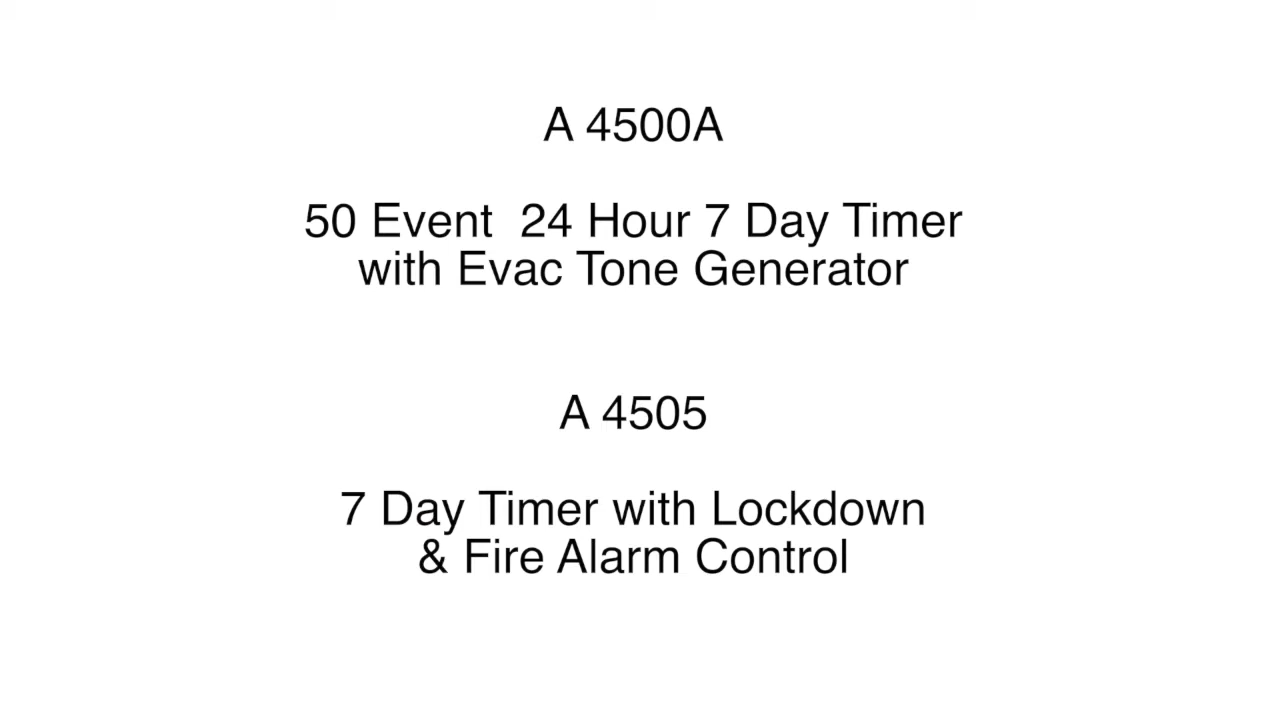 A 4500A
50 Event  24 Hour 7 Day Timer
with Evac Tone Generator
A 4505
7 Day Timer with Lockdown
& Fire Alarm Control